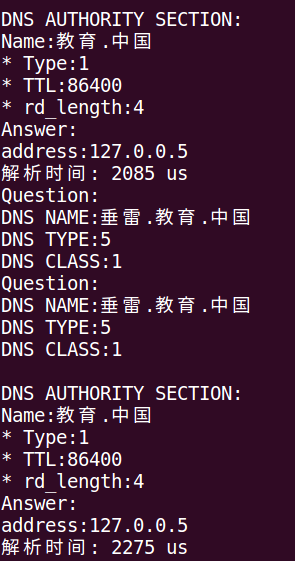 DNS AUTHORITY SECTION:
Name:教育.中国
* Type:1
* TTL:86400
* rd_length:4
Answer:
address:127.0.0.5
解析时间: 2085 us
Question:
DNS NAME:垂雷.教育.中国
DNS TYPE:5
DNS CLASS:1
Question:
DNS NAME:垂雷.教育.中国
DNS TYPE:5
DNS CLASS:1
DNS AUTHORITY SECTION:
Name:教育.中国
* Type:1
* TTL:86400
* rd_length:4
Answer:
address:127.0.0.5
解析时间: 2275 us